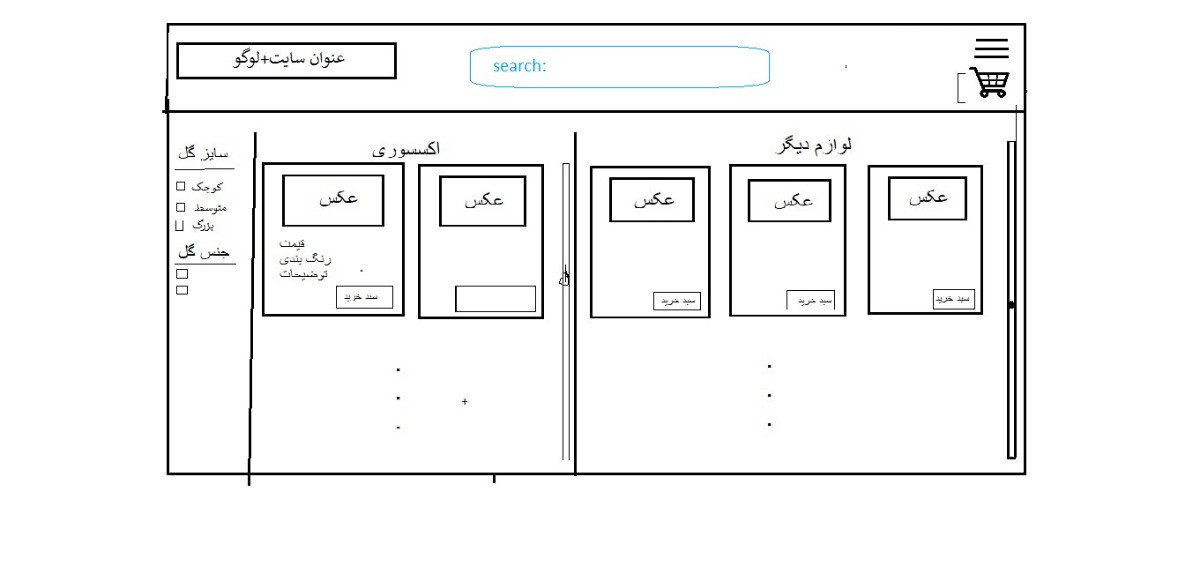 عنوان سایت+لوگو
search:
سایز گل
کوچک
متوسط
بزرگ
جنس گل
اکسسوری
عکس
قیمت
رنگ بندی
توضیحات
سبد خرید
عکس
لوازم دیگر
عکس
سبد خرید
عکس
سبد خرید
عکس
سبد خرید